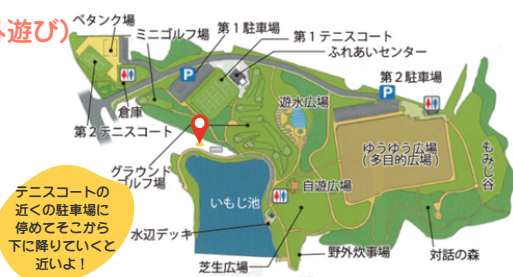 外遊び)
ペタンク場
ミニゴルフ場
第1駐車場
第1テニスコート
ふれあいセンター
第2駐車場
P
P
倉庫
第2テニスコート
遊水広場
ゆうゆう広場
(多目的広場)
もみじ谷
グラウンド
ゴルフ場
いもじ池
自遊広場
水辺デッキ
芝生広場
野外炊事場
対話の森
テニスコートの
近くの駐車場に
停めてそこから
下に降りていくと
近いよ!